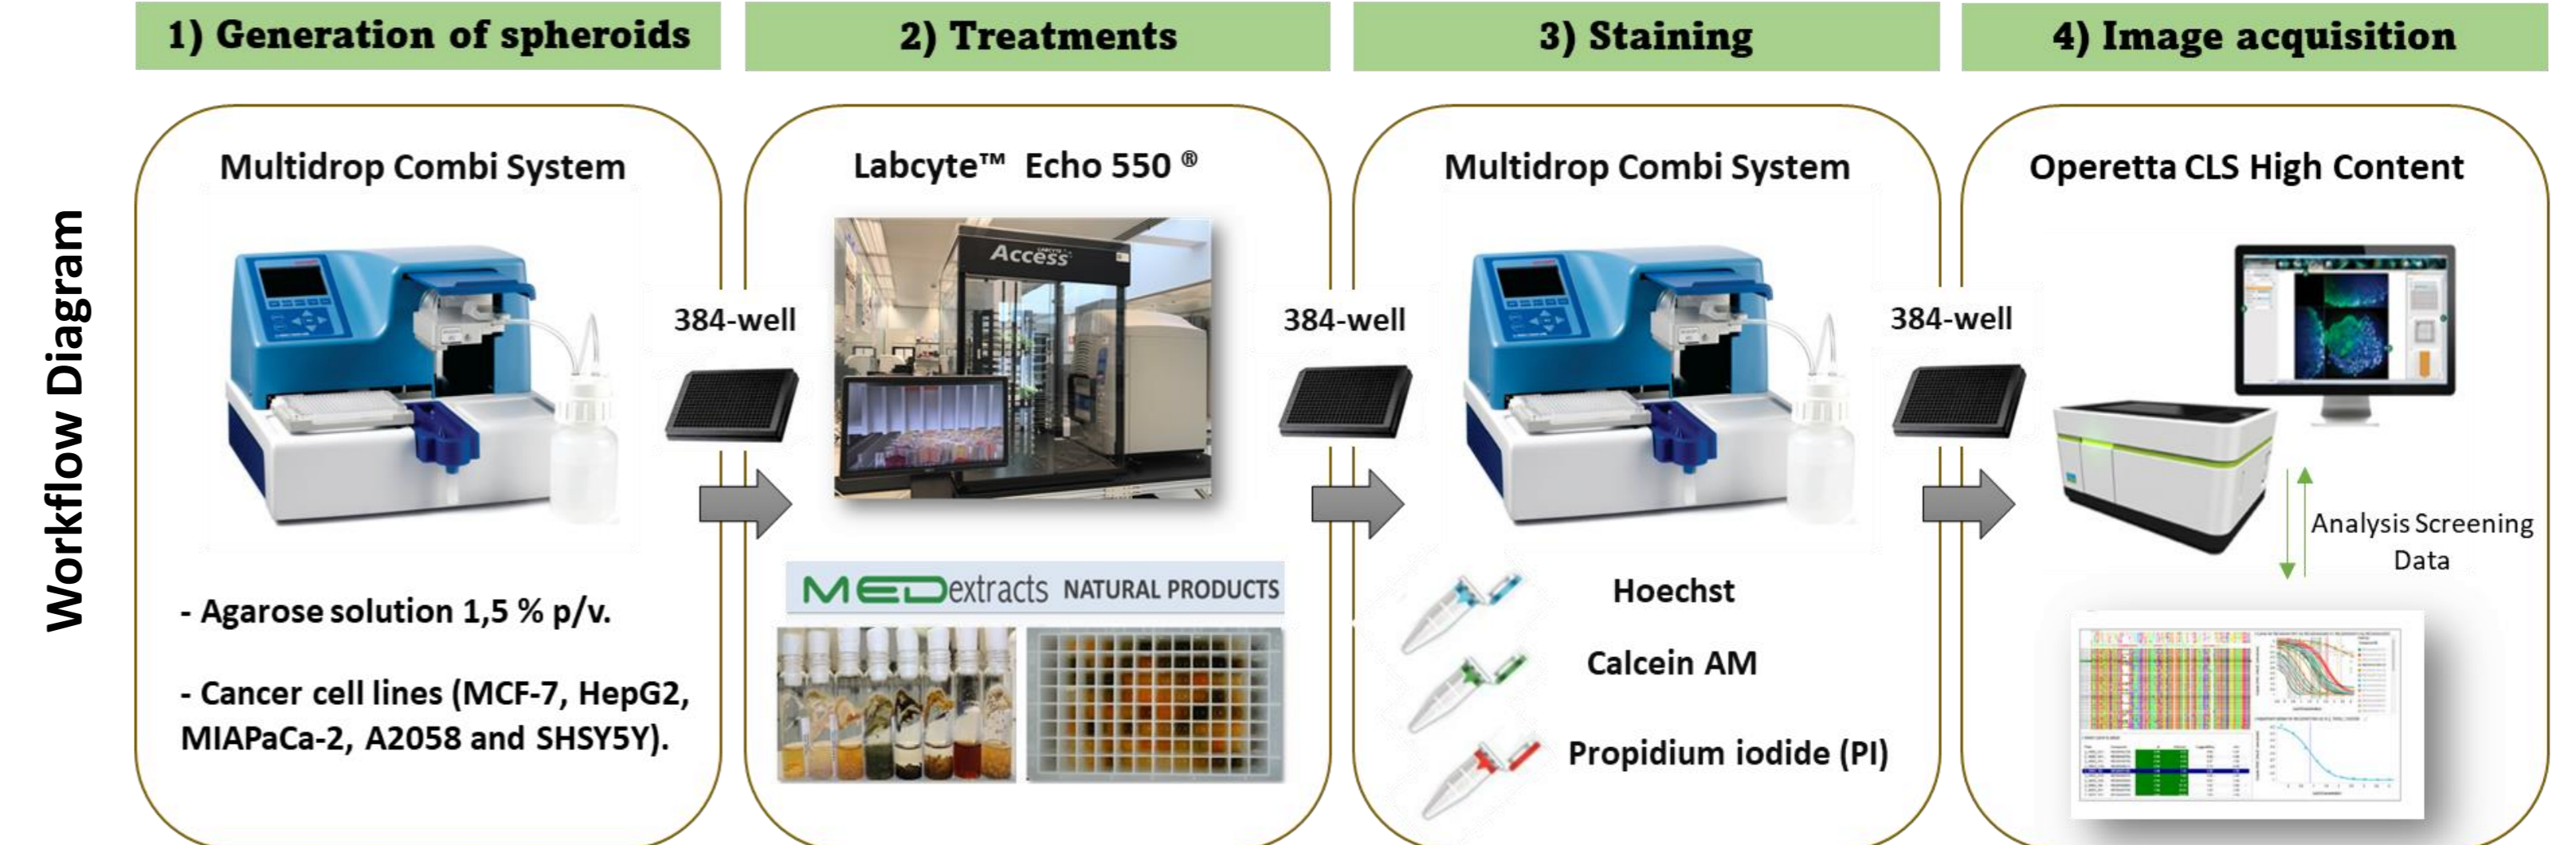 Workflow Diagram
1) Generation of spheroids
2) Treatments
3) Staining
4) Image acquisition
Multidrop Combi System
- Agarose solution 1,5 % p/v.
- Cancer cell lines (MCF-7, HepG2,
MIAPaCa-2, A2058 and SHSY5Y).
384-well
Labcyte™ Echo 550 ®
LABCYTE
Access
MEDextracts NATURAL PRODUCTS
384-well
Multidrop Combi System
Hoechst
Calcein AM
Propidium iodide (PI)
384-well
Operetta CLS High Content
Analysis Screening
Data